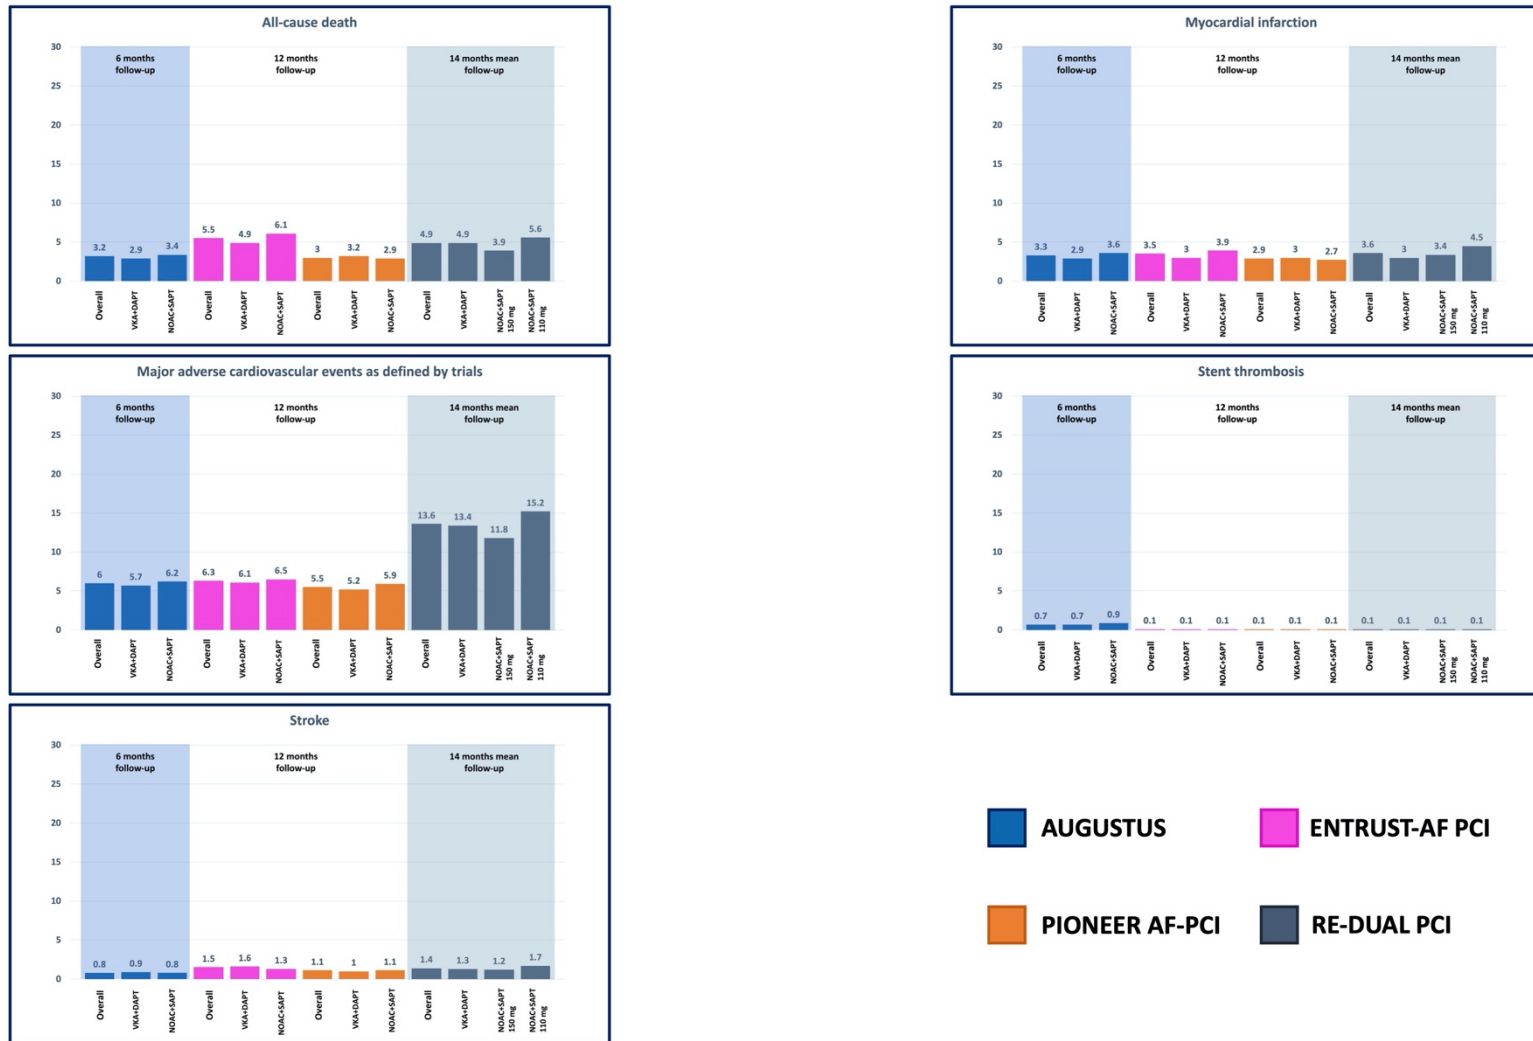 All-cause death
6 months
follow-up
12 months
follow-up
14 months mean
follow-up
30
25
20
15
10
5
0
3.2
2.9
3.4
5.5
4.9
6.1
3
3.2
2.9
4.9
4.9
3.9
5.6
Overall
VKA+DAPT
NOAC+SAPT
Overall
VKA+DAPT
NOAC+SAPT
Overall
VKA+DAPT
NOAC+SAPT
Overall
VKA+DAPT
NOAC+SAPT
150 mg
NOAC+SAPT
110 mg
Myocardial infarction
6 months
follow-up
12 months
follow-up
14 months mean
follow-up
30
25
20
15
10
5
0
3.3
2.9
3.6
3.5
3
3.9
2.9
3
2.7
3.6
3
3.4
4.5
Overall
VKA+DAPT
NOAC+SAPT
Overall
VKA+DAPT
NOAC+SAPT
Overall
VKA+DAPT
NOAC+SAPT
Overall
VKA+DAPT
NOAC+SAPT
150 mg
NOAC+SAPT
110 mg
Major adverse cardiovascular events as defined by trials
6 months
follow-up
12 months
follow-up
14 months mean
follow-up
30
25
20
15
10
5
0
6
5.7
6.2
6.3
6.1
6.5
5.5
5.2
5.9
13.6
13.4
11.8
15.2
Overall
VKA+DAPT
NOAC+SAPT
Overall
VKA+DAPT
NOAC+SAPT
Overall
VKA+DAPT
NOAC+SAPT
Overall
VKA+DAPT
NOAC+SAPT
150 mg
NOAC+SAPT
110 mg
Stent thrombosis
6 months
follow-up
12 months
follow-up
14 months mean
follow-up
30
25
20
15
10
5
0
0.7
0.7
0.9
0.1
0.1
0.1
0.1
0.1
0.1
0.1
0.1
0.1
0.1
Overall
VKA+DAPT
NOAC+SAPT
Overall
VKA+DAPT
NOAC+SAPT
Overall
VKA+DAPT
NOAC+SAPT
Overall
VKA+DAPT
NOAC+SAPT
150 mg
NOAC+SAPT
110 mg
Stroke
6 months
follow-up
12 months
follow-up
14 months mean
follow-up
30
25
20
15
10
5
0
0.8
0.9
0.8
1.5
1.6
1.3
1.1
1
1.1
1.4
1.3
1.2
1.7
Overall
VKA+DAPT
NOAC+SAPT
Overall
VKA+DAPT
NOAC+SAPT
Overall
VKA+DAPT
NOAC+SAPT
Overall
VKA+DAPT
NOAC+SAPT
150 mg
NOAC+SAPT
110 mg
AUGUSTUS
ENTRUST-AF PCI
PIONEER AF-PCI
RE-DUAL PCI